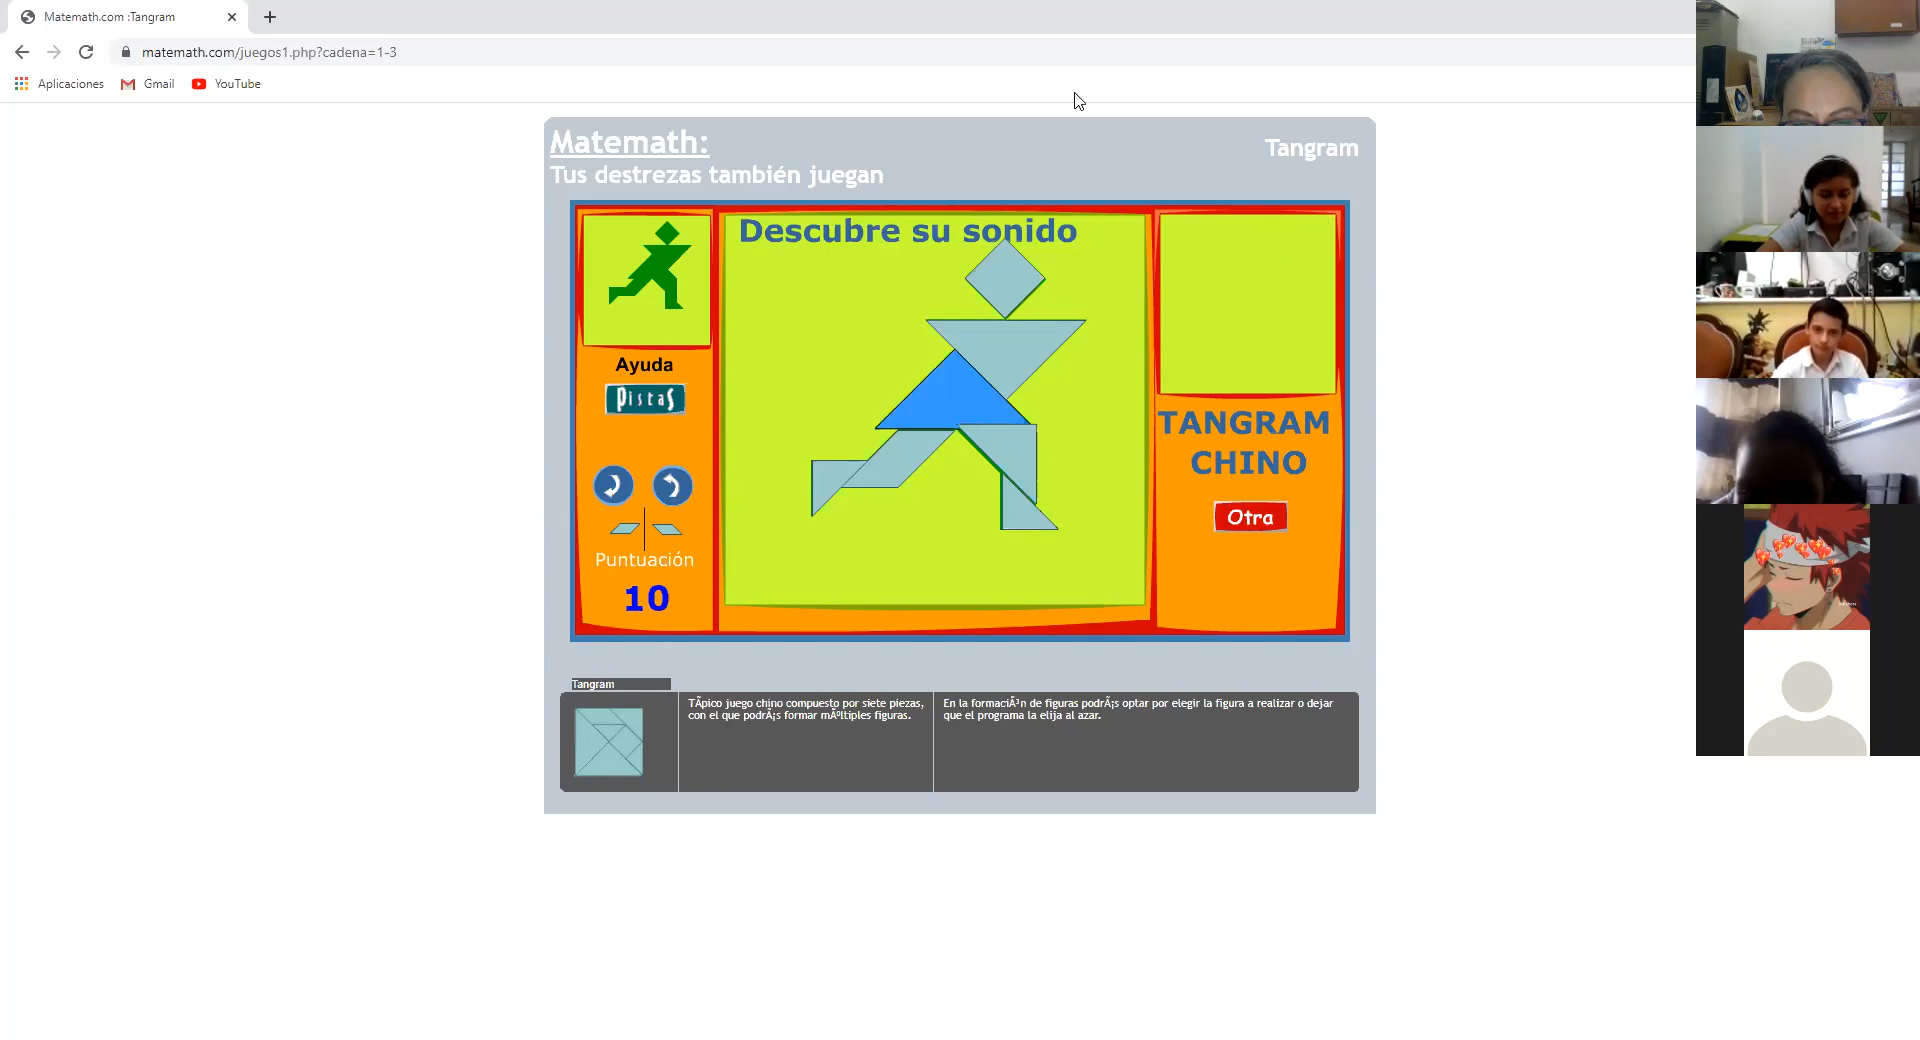 Matemath.com :Tangram
matemath.com/juegos1.php?cadena=1-3
Aplicaciones
Gmail
YouTube
Matemath:
Tus destrezas también juegan
Tangram
Descubre su sonido
Ayuda
Pistas
Puntuación
10
TANGRAM
CHINO
Otra
Tangram
TÃpico juego chino compuesto por siete piezas,
con el que podrÃ¡s formar mÃºltiples figuras.
En la formaciÃ³n de figuras podrÃ¡s optar por elegir la figura a realizar o dejar
que el programa la elija al azar.